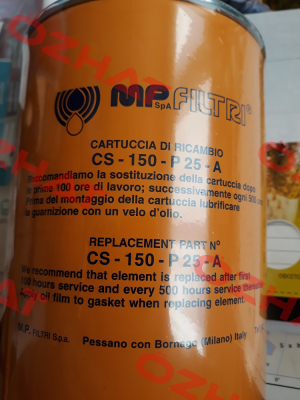 OZHAT
MP FILTRI®
SpA
CARTUCCIA DI RICAMBIO
CS - 150 - P 25 - A
Raccomandiamo la sostituzione della cartuccia dopo
le prime 100 ore di lavoro; successivamente ogni 500 ore.
Prima del montaggio della cartuccia lubrificare
la guarnizione con un velo d'olio.
REPLACEMENT PART N°
CS - 150 - P 25 - A
We recommend that element is replaced after first
100 hours service and every 500 hours service
oil film to gasket when replacing element.
M.P. FILTRI S.p.a.
Pessano con Bornago (Milano) Italy
OZHAT